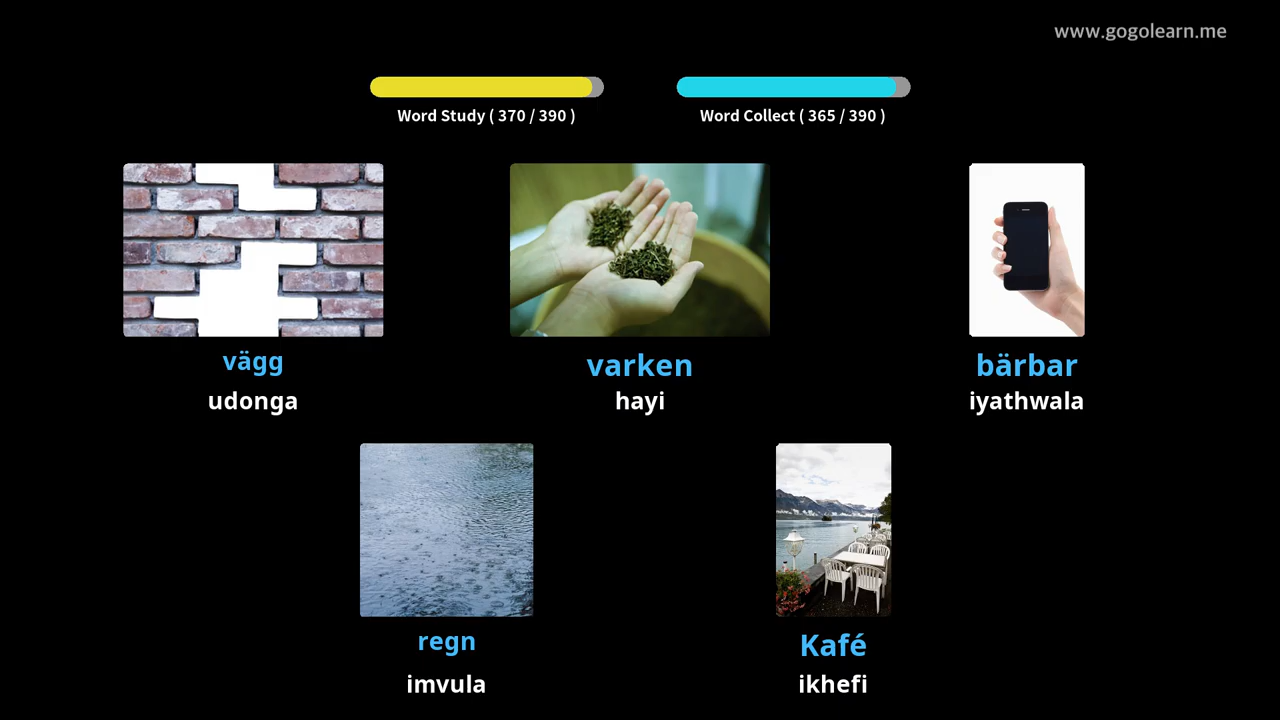 www.gogolearn.me
Word Study ( 370 / 390 )
Word Collect ( 365 / 390 )
vägg
udonga
varken
hayi
bärbar
iyathwala
regn
imvula
Kafé
ikhefi